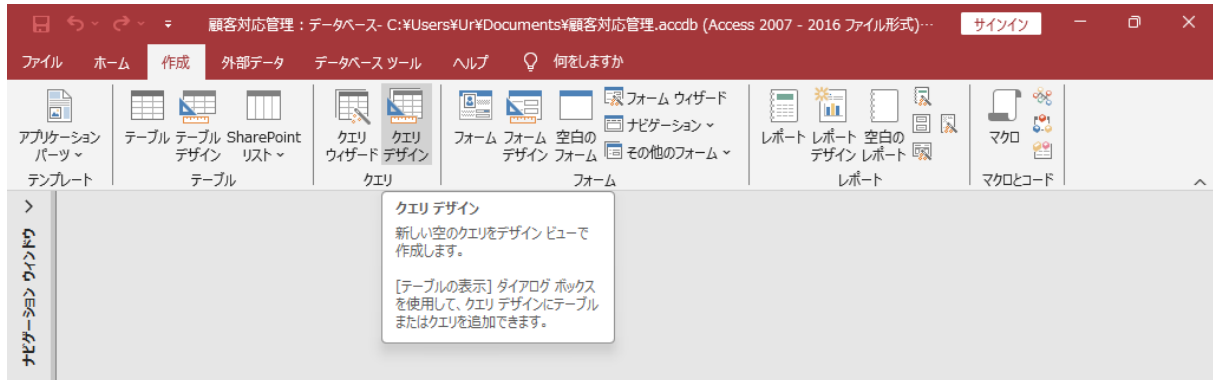 顧客対応管理：データベース- C:¥Users¥Ur¥Documents¥顧客対応管理.accdb (Access 2007 - 2016 ファイル形式)…
サインイン
ファイル ホーム 作成 外部データ データベース ツール ヘルプ 何をしますか
アプリケーション
パーツ
テーブル
テーブル
デザイン
SharePoint
リスト
クエリ
ウィザード
クエリ
デザイン
フォーム
フォーム
デザイン
空白の
フォーム
フォーム ウィザード
ナビゲーション
その他のフォーム
レポート
レポート
デザイン
空白の
レポート
マクロ
テンプレート テーブル クエリ フォーム レポート マクロとコード
クエリ デザイン
新しい空のクエリをデザイン ビューで
作成します。
[テーブルの表示] ダイアログ ボックス
を使用して、クエリ デザインにテーブル
またはクエリを追加できます。
ナビゲーション ウィンドウ